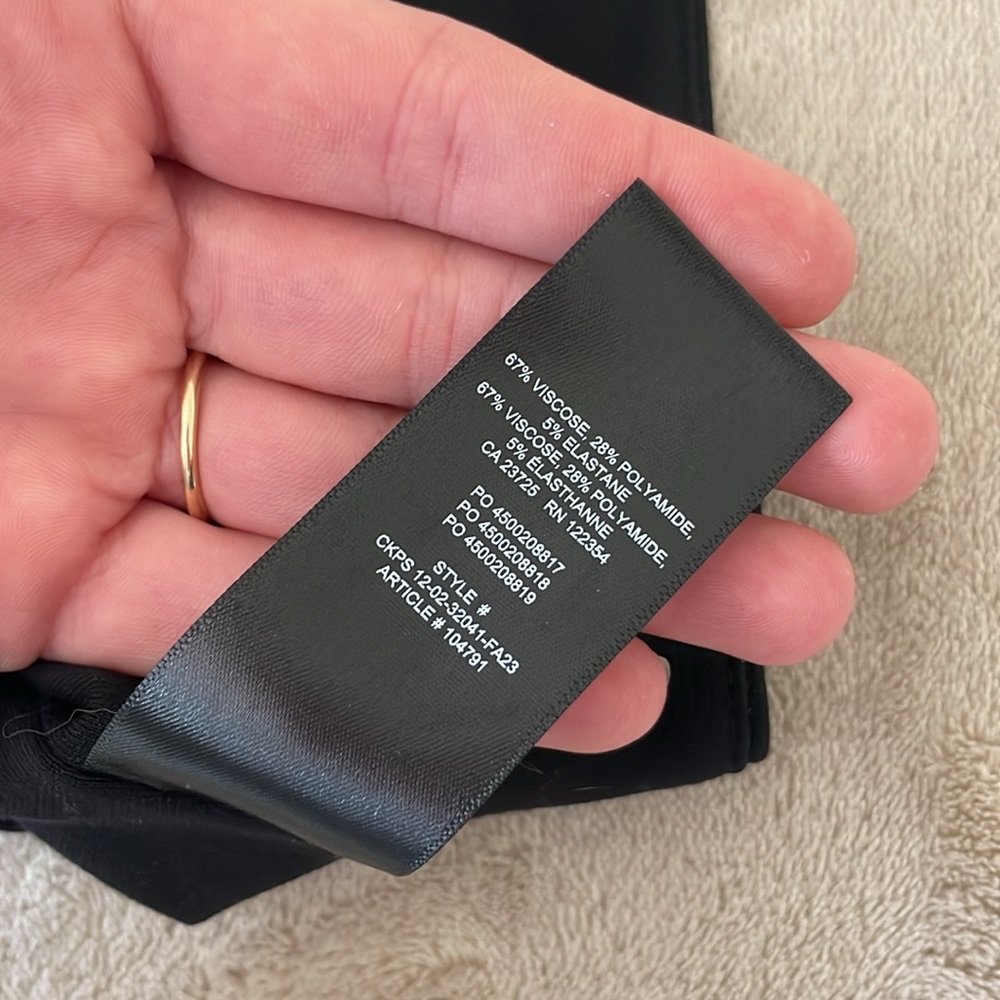 67% VISCOSE, 28% POLYAMIDE,
5% ELASTANE
67% VISCOSE, 28% POLYAMIDE,
5% ÉLASTHANNE
CA 23725 RN 122354
PO 4500208817
PO 4500208818
PO 4500208819
STYLE #
CKPS 12-02-32041-FA23
ARTICLE # 104791